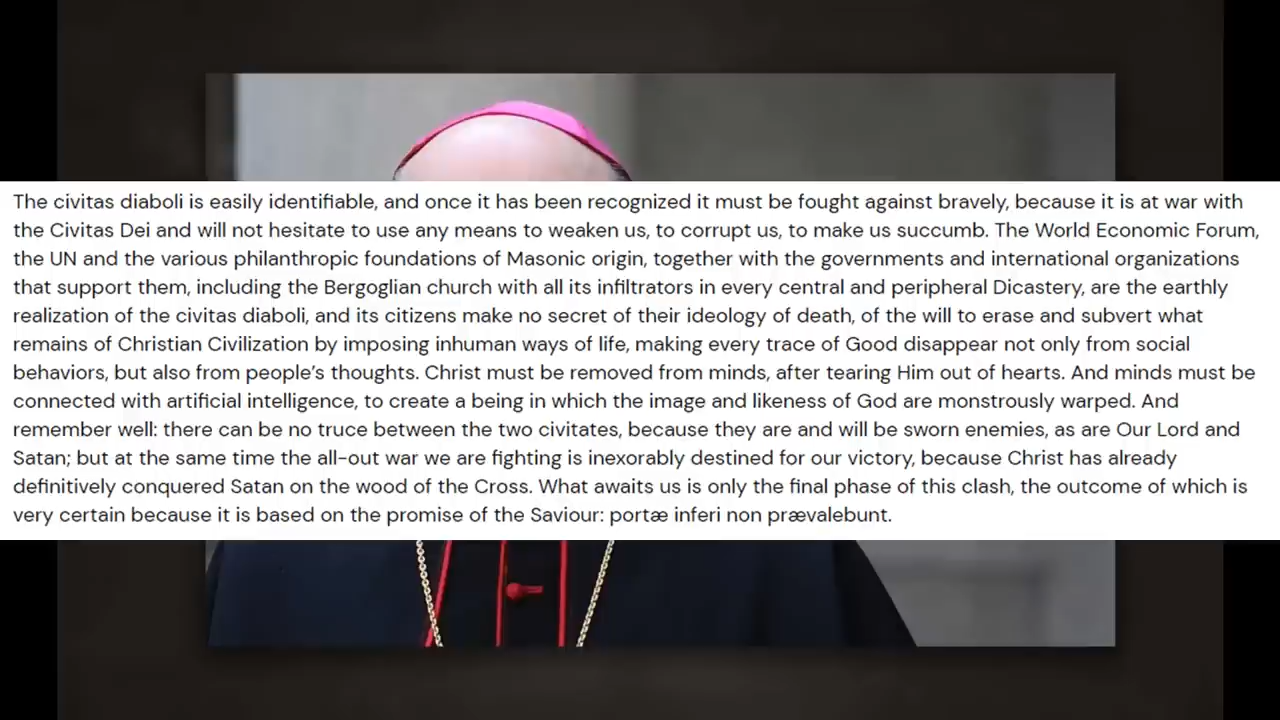 The civitas diaboli is easily identifiable, and once it has been recognized it must be fought against bravely, because it is at war with
the Civitas Dei and will not hesitate to use any means to weaken us, to corrupt us, to make us succumb. The World Economic Forum,
the UN and the various philanthropic foundations of Masonic origin, together with the governments and international organizations
that support them, including the Bergoglian church with all its infiltrators in every central and peripheral Dicastery, are the earthly
realization of the civitas diaboli, and its citizens make no secret of their ideology of death, of the will to erase and subvert what
remains of Christian Civilization by imposing inhuman ways of life, making every trace of Good disappear not only from social
behaviors, but also from people’s thoughts. Christ must be removed from minds, after tearing Him out of hearts. And minds must be
connected with artificial intelligence, to create a being in which the image and likeness of God are monstrously warped. And
remember well: there can be no truce between the two civitates, because they are and will be sworn enemies, as are Our Lord and
Satan; but at the same time the all-out war we are fighting is inexorably destined for our victory, because Christ has already
definitively conquered Satan on the wood of the Cross. What awaits us is only the final phase of this clash, the outcome of which is
very certain because it is based on the promise of the Saviour: portæ inferi non prævalebunt.